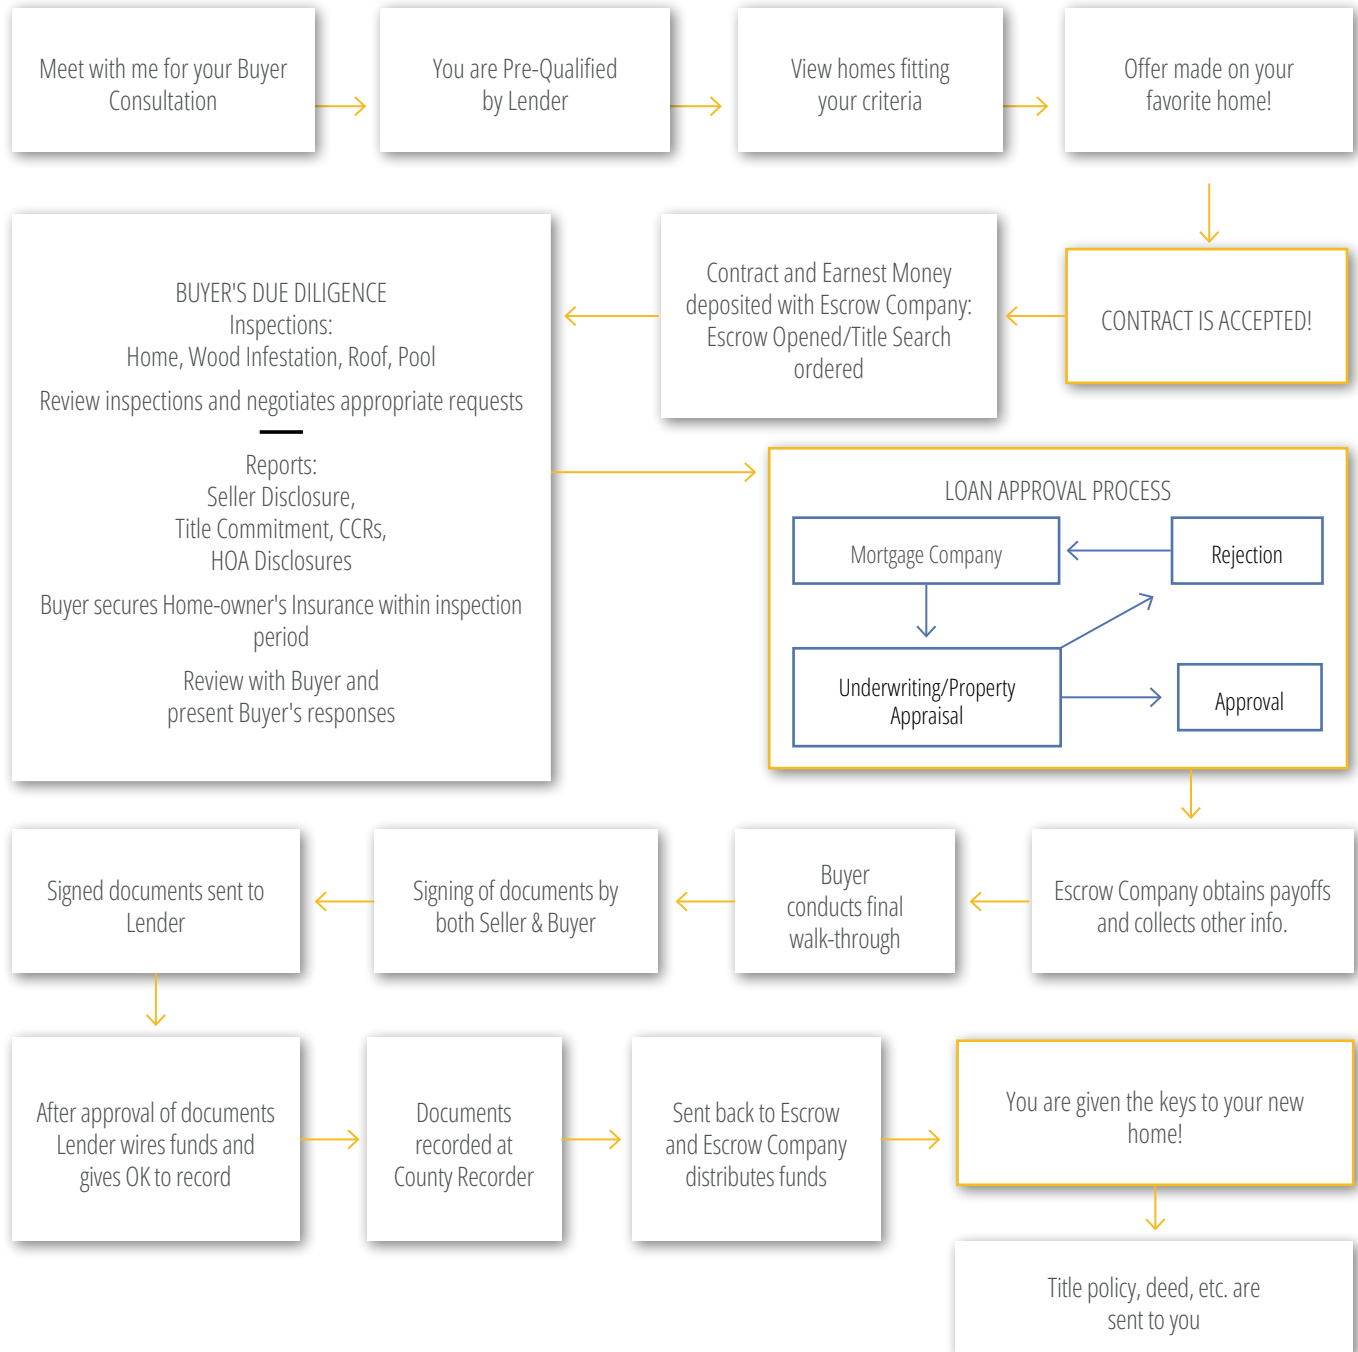 Meet with me for your Buyer
Consultation
You are Pre-Qualified
by Lender
View homes fitting
your criteria
Offer made on your
favorite home!
CONTRACT IS ACCEPTED!
Contract and Earnest Money
deposited with Escrow Company:
Escrow Opened/Title Search
ordered
BUYER'S DUE DILIGENCE
Inspections:
Home, Wood Infestation, Roof, Pool
Review inspections and negotiates appropriate requests
Reports:
Seller Disclosure,
Title Commitment, CCRs,
HOA Disclosures
Buyer secures Home-owner's Insurance within inspection
period
Review with Buyer and
present Buyer's responses
LOAN APPROVAL PROCESS
Mortgage Company
Rejection
Underwriting/Property
Appraisal
Approval
Escrow Company obtains payoffs
and collects other info.
Buyer
conducts final
walk-through
Signing of documents by
both Seller & Buyer
Signed documents sent to
Lender
After approval of documents
Lender wires funds and
gives OK to record
Documents
recorded at
County Recorder
Sent back to Escrow
and Escrow Company
distributes funds
You are given the keys to your new
home!
Title policy, deed, etc. are
sent to you